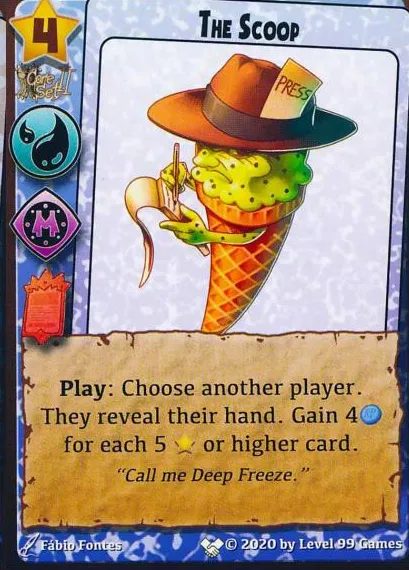 The Scoop
4
Core
Set II
PRESS
M
Play: Choose another player.
They reveal their hand. Gain 4 SP
for each 5 ⭐ or higher card.
"Call me Deep Freeze."
Fábio Fontes
© 2020 by Level 99 Games